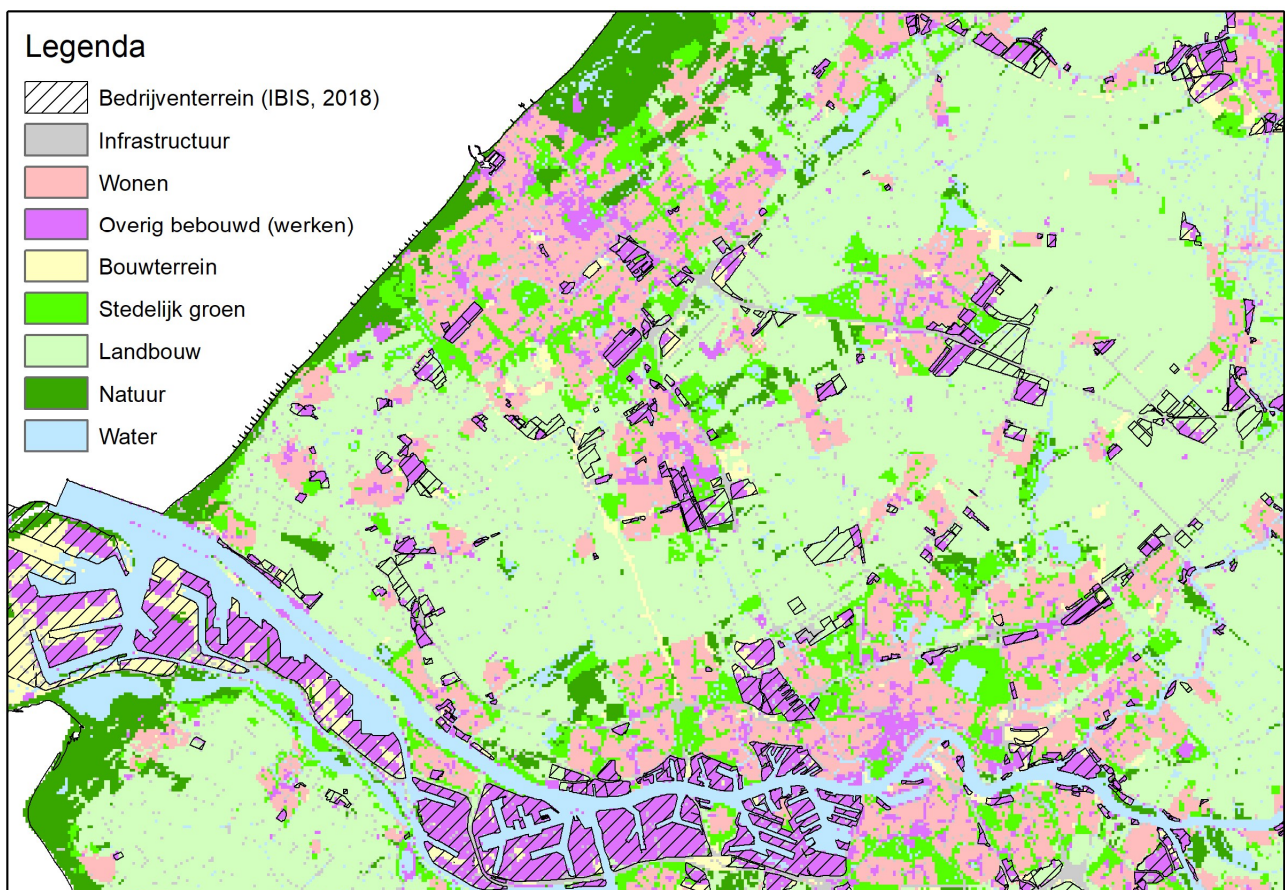 Legenda
Bedrijventerrein (IBIS, 2018)
Infrastructuur
Wonen
Overig bebouwd (werken)
Bouwterrein
Stedelijk groen
Landbouw
Natuur
Water